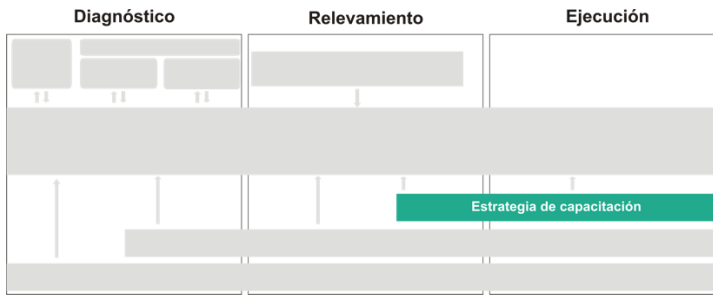 Diagnóstico
Relevamiento
Ejecución
Estrategia de capacitación